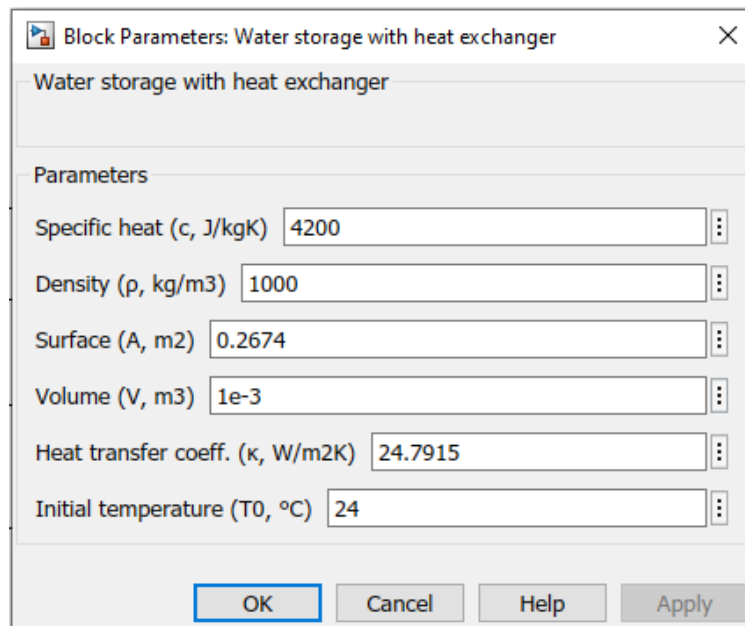 Block Parameters: Water storage with heat exchanger
Water storage with heat exchanger
Parameters
Specific heat (c, J/kgK) 4200
Density (ρ, kg/m3) 1000
Surface (A, m2) 0.2674
Volume (V, m3) 1e-3
Heat transfer coeff. (κ, W/m2K) 24.7915
Initial temperature (T0, ºC) 24
OK Cancel Help Apply